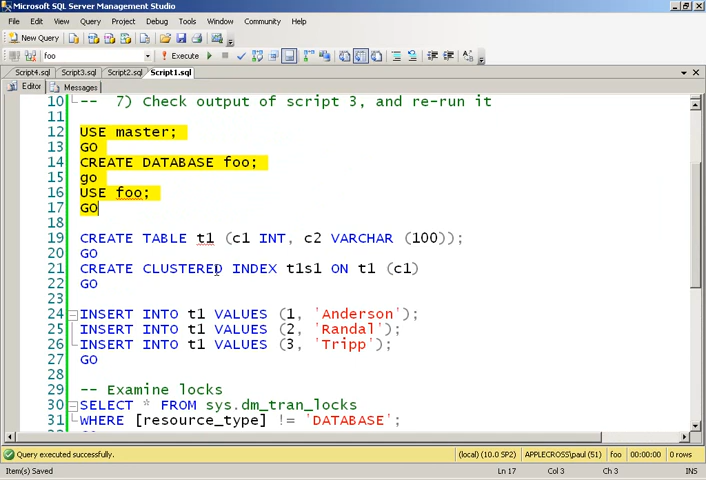 Microsoft SQL Server Management Studio
File Edit View Query Project Debug Tools Window Community Help
New Query
foo Execute
Script4.sql Script3.sql Script2.sql Script1.sql
Editor Messages
10 -- 7) Check output of script 3, and re-run it
11
12 USE master;
13 GO
14 CREATE DATABASE foo;
15 go
16 USE foo;
17 GO
18
19 CREATE TABLE t1 (c1 INT, c2 VARCHAR (100));
20 GO
21 CREATE CLUSTERED INDEX t1s1 ON t1 (c1)
22 GO
23
24 INSERT INTO t1 VALUES (1, 'Anderson');
25 INSERT INTO t1 VALUES (2, 'Randal');
26 INSERT INTO t1 VALUES (3, 'Tripp');
27 GO
28
29 -- Examine locks
30 SELECT * FROM sys.dm_tran_locks
31 WHERE [resource_type] != 'DATABASE';
Query executed successfully. (local) (10.0 SP2) APPLECROSS\paul (51) foo 00:00:00 0 rows
Item(s) Saved Ln 17 Col 3 Ch 3 INS